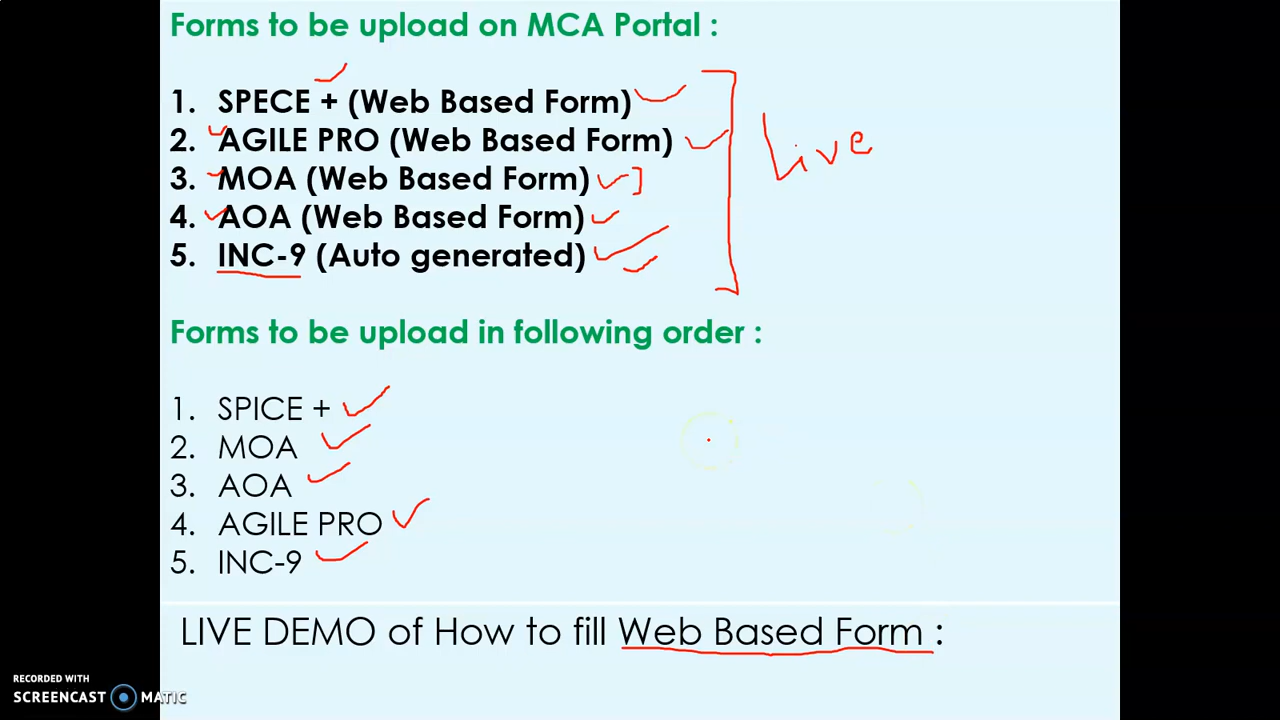 Forms to be upload on MCA Portal :
1. SPECE + (Web Based Form)
2. AGILE PRO (Web Based Form)
3. MOA (Web Based Form)
4. AOA (Web Based Form)
5. INC-9 (Auto generated)
Live
Forms to be upload in following order :
1. SPICE +
2. MOA
3. AOA
4. AGILE PRO
5. INC-9
LIVE DEMO of How to fill Web Based Form :
RECORDED WITH
SCREENCAST MATIC